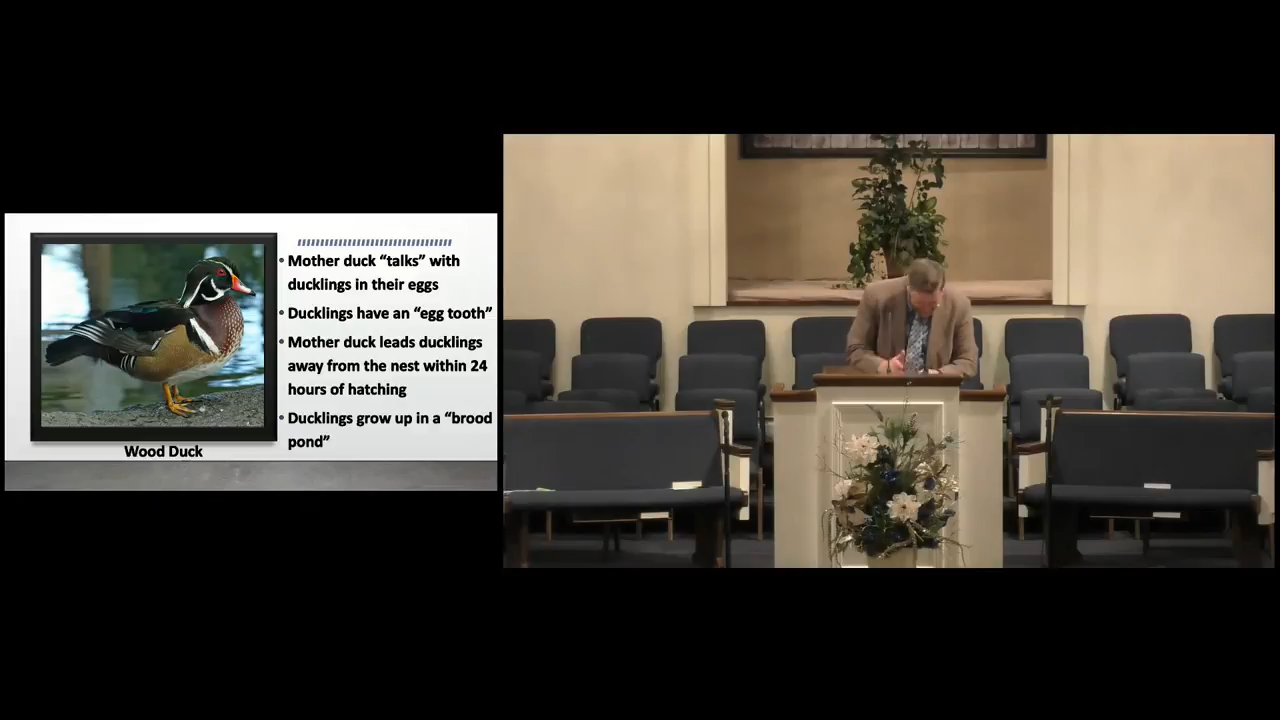 • Mother duck “talks” with
ducklings in their eggs
• Ducklings have an “egg tooth”
• Mother duck leads ducklings
away from the nest within 24
hours of hatching
• Ducklings grow up in a “brood
pond”
Wood Duck